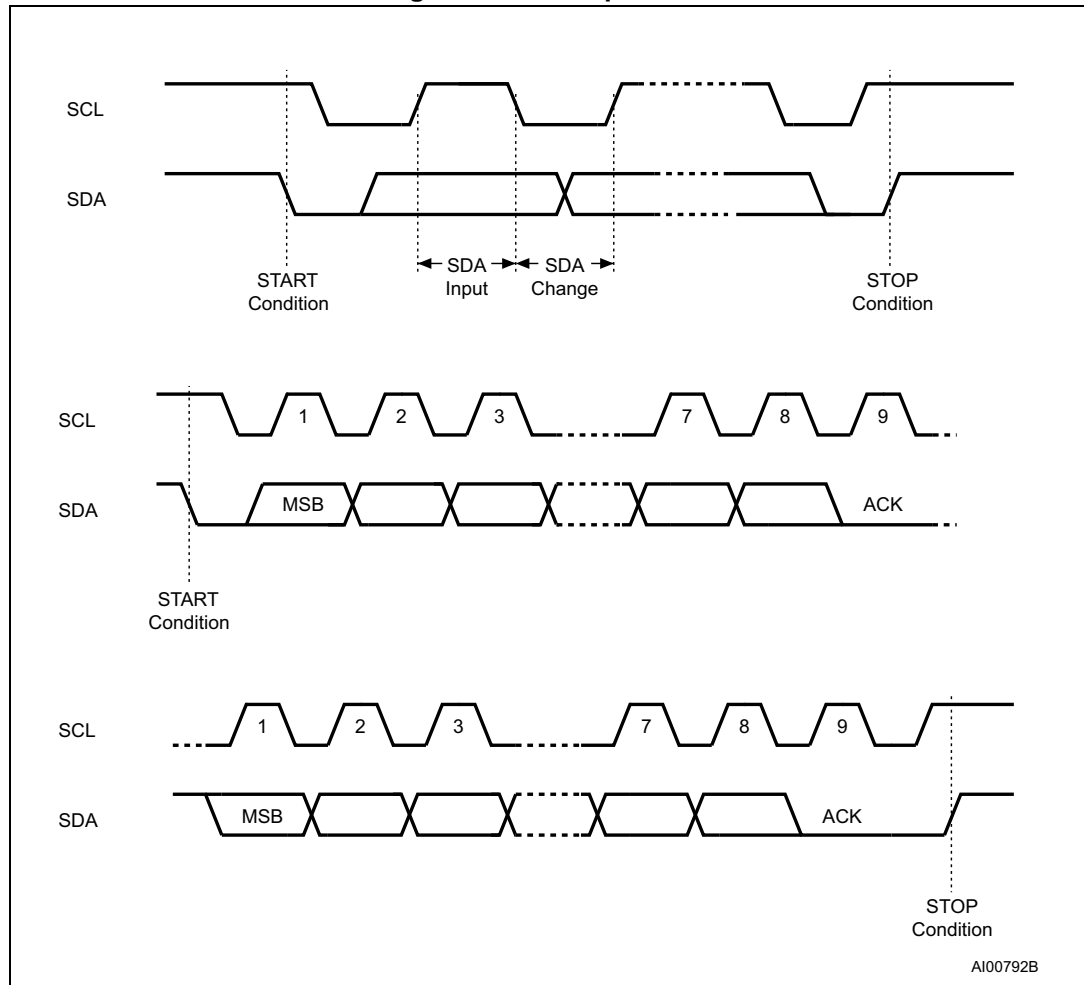 SCL
SDA
START
Condition
SDA
Input
SDA
Change
STOP
Condition
SCL
1 2 3 7 8 9
SDA
MSB ACK
START
Condition
SCL
1 2 3 7 8 9
SDA
MSB ACK
STOP
Condition
AI00792B